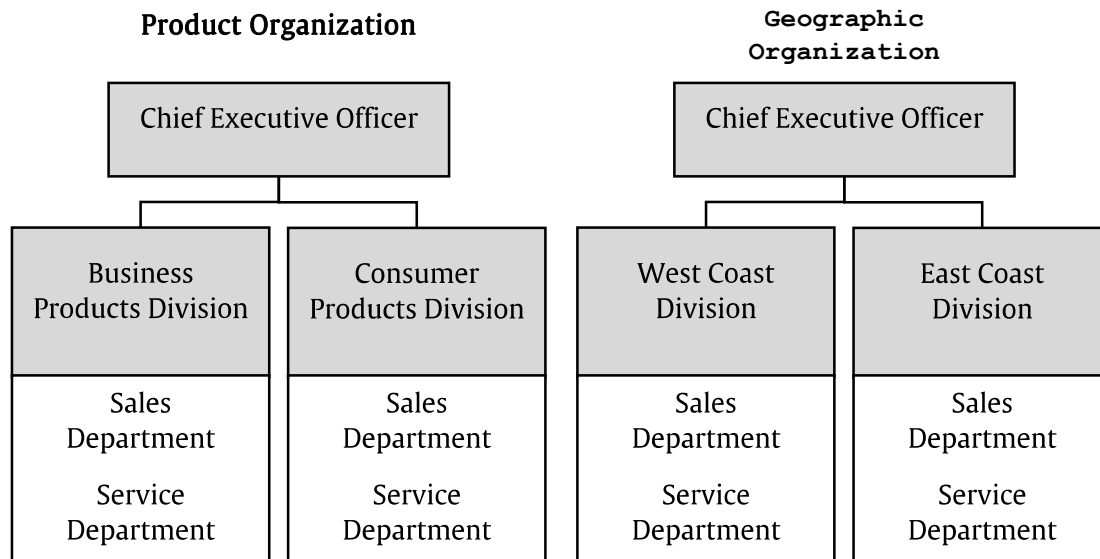 Product Organization
Chief Executive Officer
Business
Products Division
Sales
Department
Service
Department
Consumer
Products Division
Sales
Department
Service
Department
Geographic
Organization
Chief Executive Officer
West Coast
Division
Sales
Department
Service
Department
East Coast
Division
Sales
Department
Service
Department